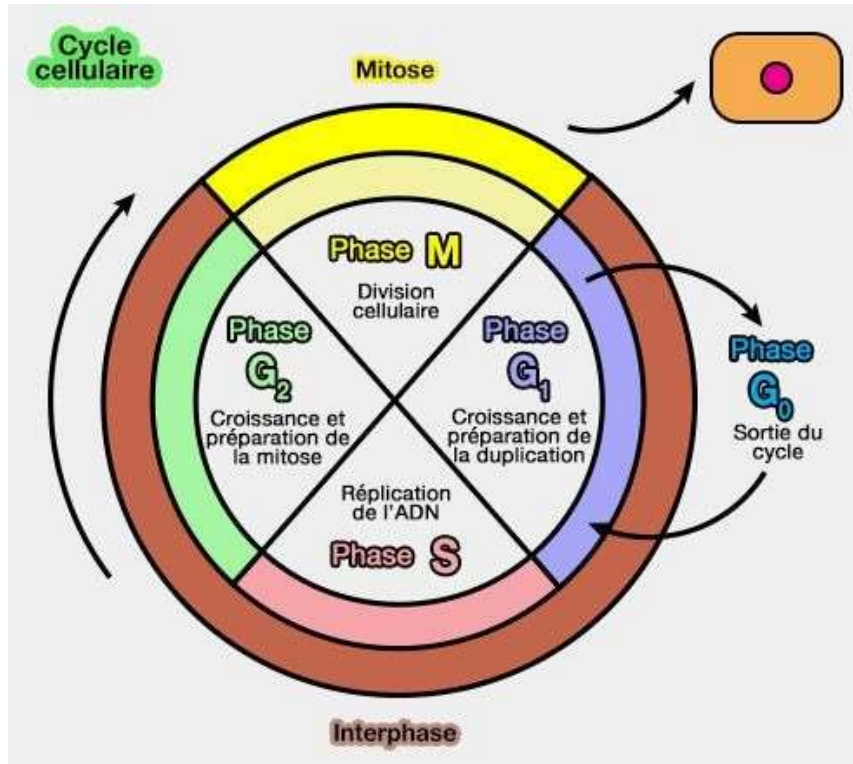 Cycle
cellulaire
Mitose
Phase M
Division
cellulaire
Phase
G1
Croissance et
préparation de
la duplication
Phase
G0
Sortie du
cycle
Réplication
de l'ADN
Phase S
Phase
G2
Croissance et
préparation de
la mitose
Interphase